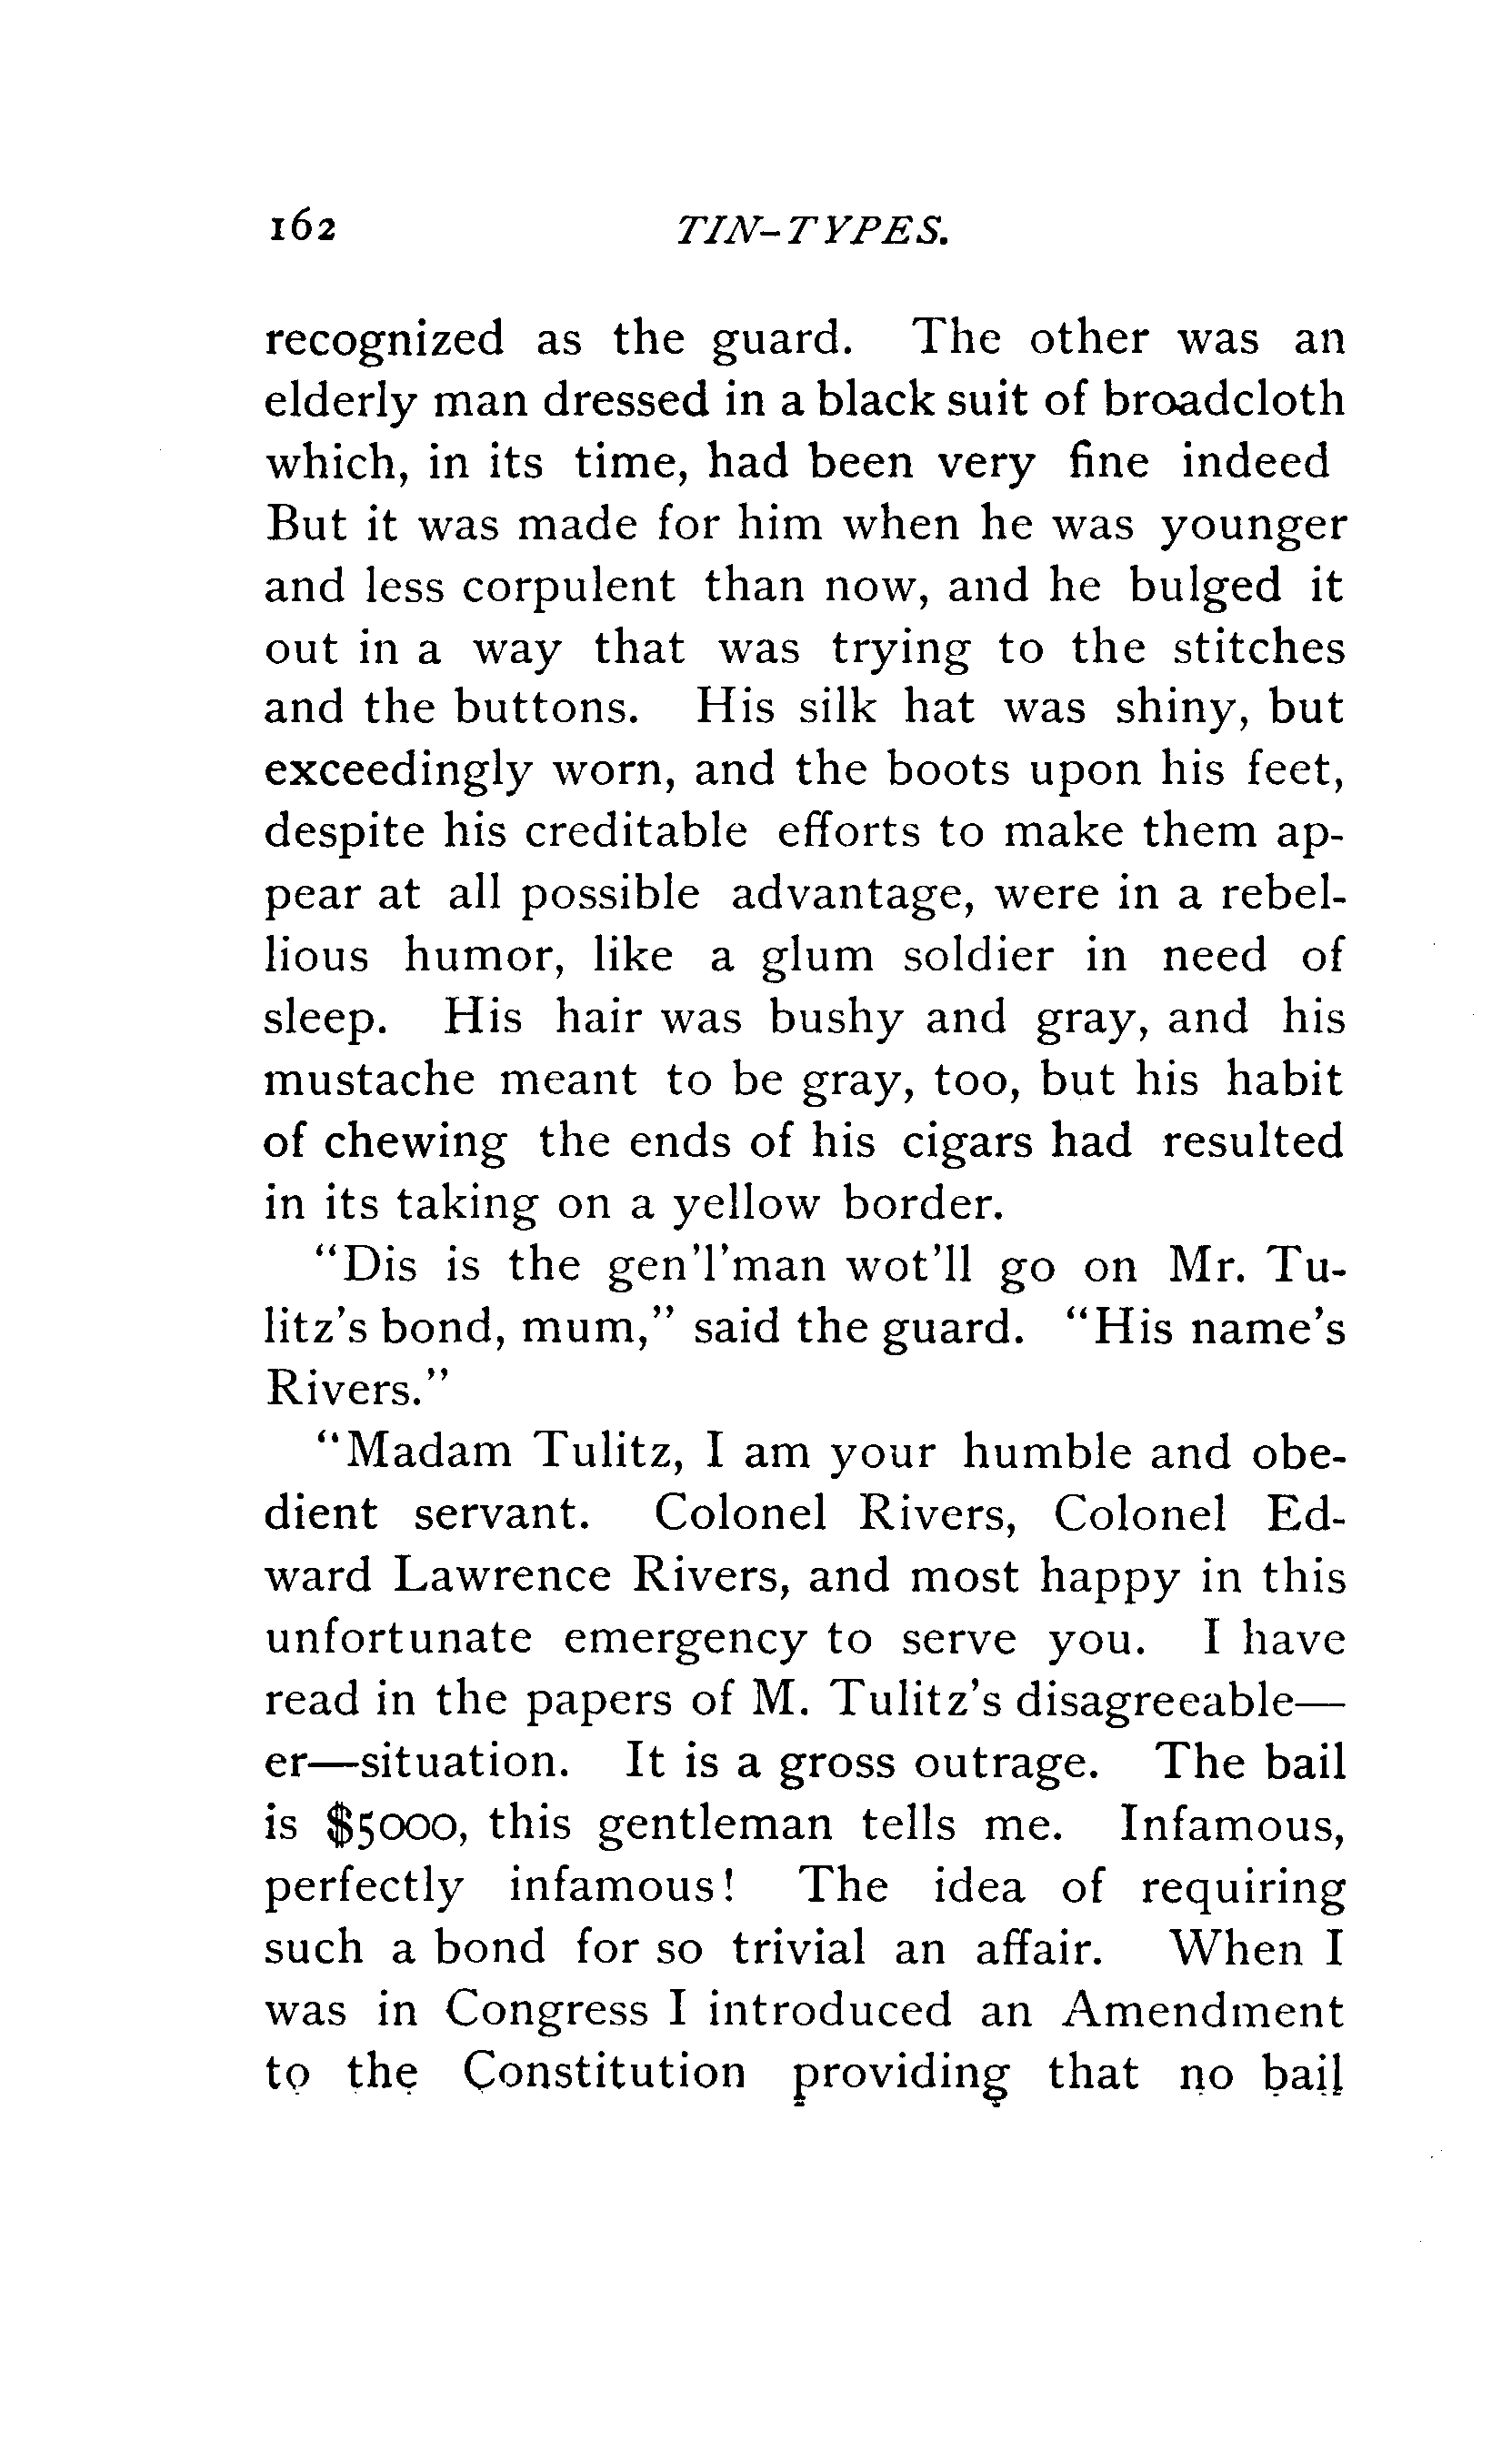 162 TIN-TYPES.
recognized as the guard. The other was an
elderly man dressed in a black suit of broadcloth
which, in its time, had been very fine indeed
But it was made for him when he was younger
and less corpulent than now, and he bulged it
out in a way that was trying to the stitches
and the buttons. His silk hat was shiny, but
exceedingly worn, and the boots upon his feet,
despite his creditable efforts to make them ap-
pear at all possible advantage, were in a rebel-
lious humor, like a glum soldier in need of
sleep. His hair was bushy and gray, and his
mustache meant to be gray, too, but his habit
of chewing the ends of his cigars had resulted
in its taking on a yellow border.
"Dis is the gen'l'man wot'll go on Mr. Tu-
litz's bond, mum," said the guard. "His name's
Rivers."
"Madam Tulitz, I am your humble and obe-
dient servant. Colonel Rivers, Colonel Ed-
ward Lawrence Rivers, and most happy in this
unfortunate emergency to serve you. I have
read in the papers of M. Tulitz's disagreeable—
er—situation. It is a gross outrage. The bail
is $5000, this gentleman tells me. Infamous,
perfectly infamous! The idea of requiring
such a bond for so trivial an affair. When I
was in Congress I introduced an Amendment
to the Constitution providing that no bail